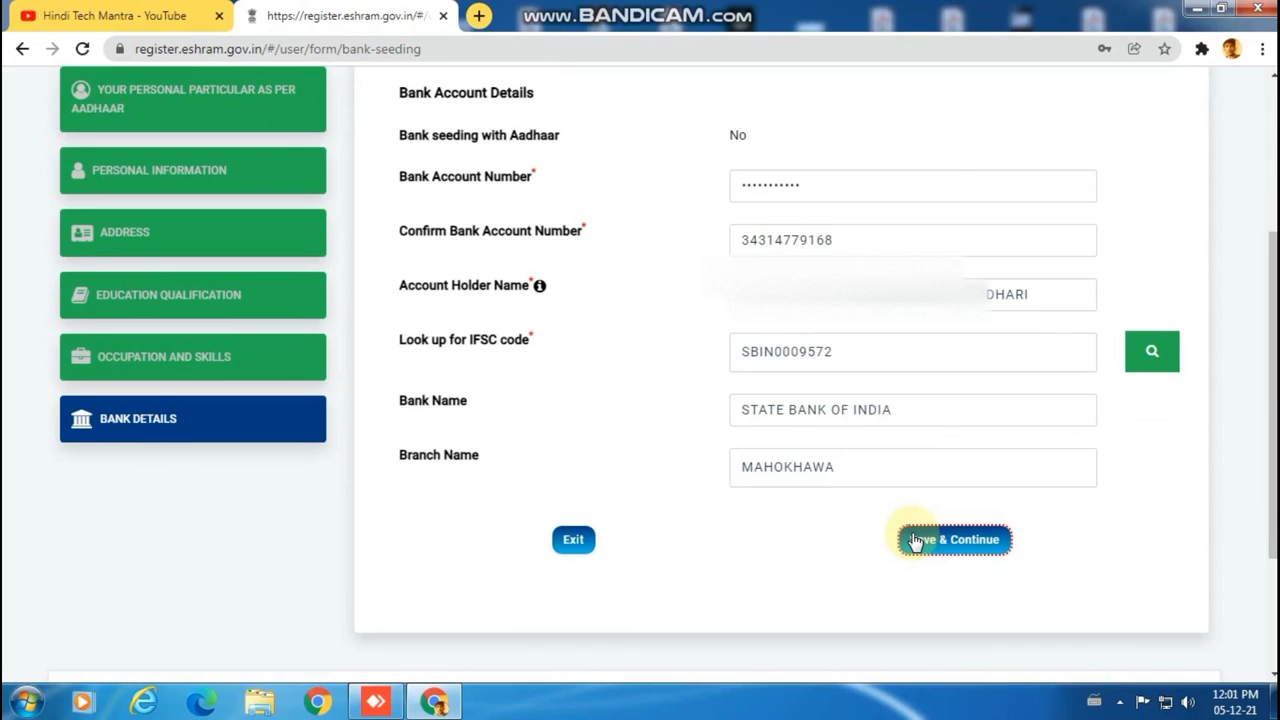 Hindi Tech Mantra - YouTube
https://register.eshram.gov.in/#/
www.BANDICAM.com
register.eshram.gov.in/#/user/form/bank-seeding
YOUR PERSONAL PARTICULAR AS PER
AADHAAR
PERSONAL INFORMATION
ADDRESS
EDUCATION QUALIFICATION
OCCUPATION AND SKILLS
BANK DETAILS
Bank Account Details
Bank seeding with Aadhaar No
Bank Account Number* •••••••••••
Confirm Bank Account Number* 34314779168
Account Holder Name* DHARI
Look up for IFSC code* SBIN0009572
Bank Name STATE BANK OF INDIA
Branch Name MAHOKHAWA
Exit
& Continue
12:01 PM
05-12-21